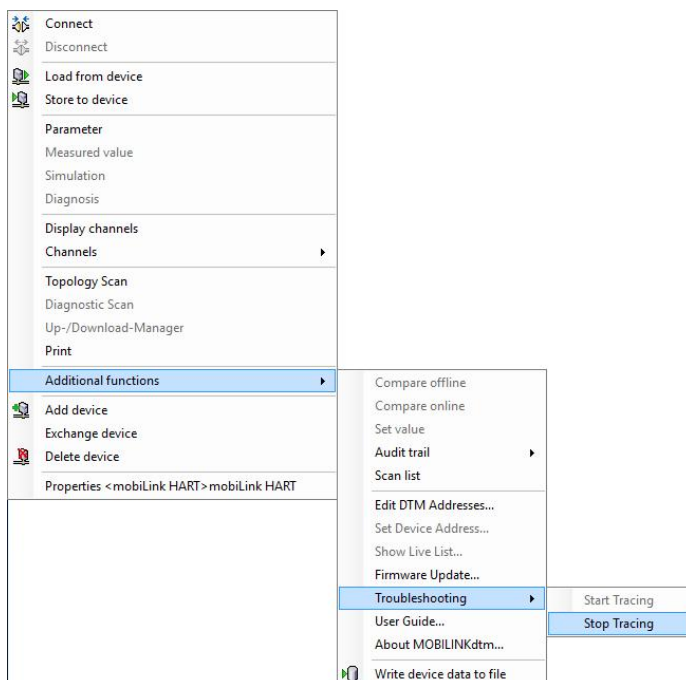 Connect
Disconnect
Load from device
Store to device
Parameter
Measured value
Simulation
Diagnosis
Display channels
Channels
Topology Scan
Diagnostic Scan
Up-/Download-Manager
Print
Additional functions
Add device
Exchange device
Delete device
Properties <mobiLink HART>mobiLink HART
Compare offline
Compare online
Set value
Audit trail
Scan list
Edit DTM Addresses...
Set Device Address...
Show Live List...
Firmware Update...
Troubleshooting
User Guide...
About MOBILINKdtm...
Write device data to file
Start Tracing
Stop Tracing